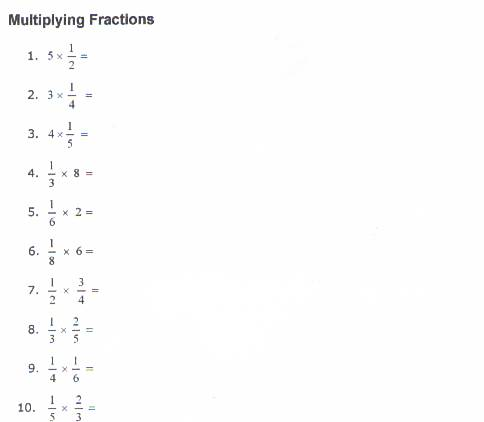 Multiplying Fractions
1. 5 × 1/2 =
2. 3 × 1/4 =
3. 4 × 1/5 =
4. 1/3 × 8 =
5. 1/6 × 2 =
6. 1/8 × 6 =
7. 1/2 × 3/4 =
8. 1/3 × 2/5 =
9. 1/4 × 1/6 =
10. 1/5 × 2/3 =